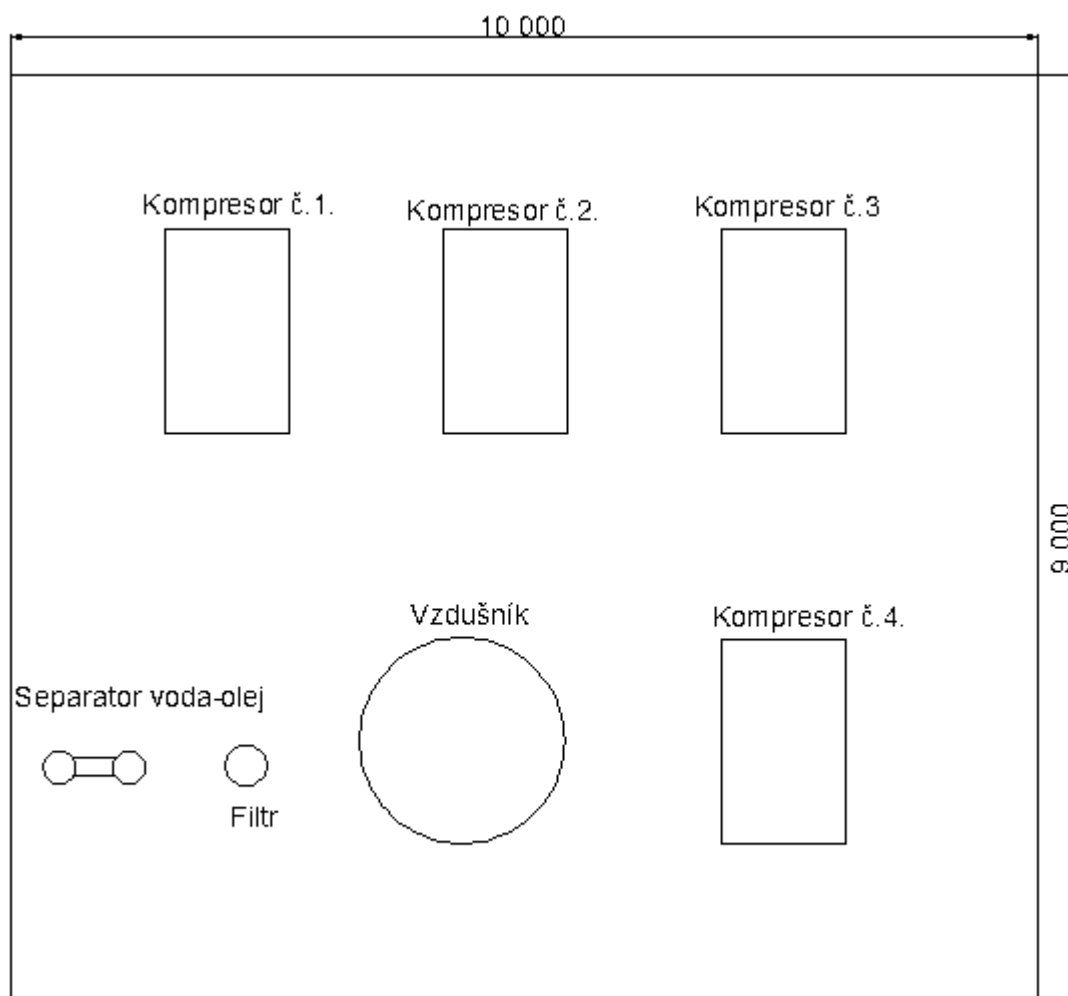 10 000
Kompresor č.1.
Kompresor č.2.
Kompresor č.3
9 000
Vzdušník
Kompresor č.4.
Separator voda-olej
Filtr